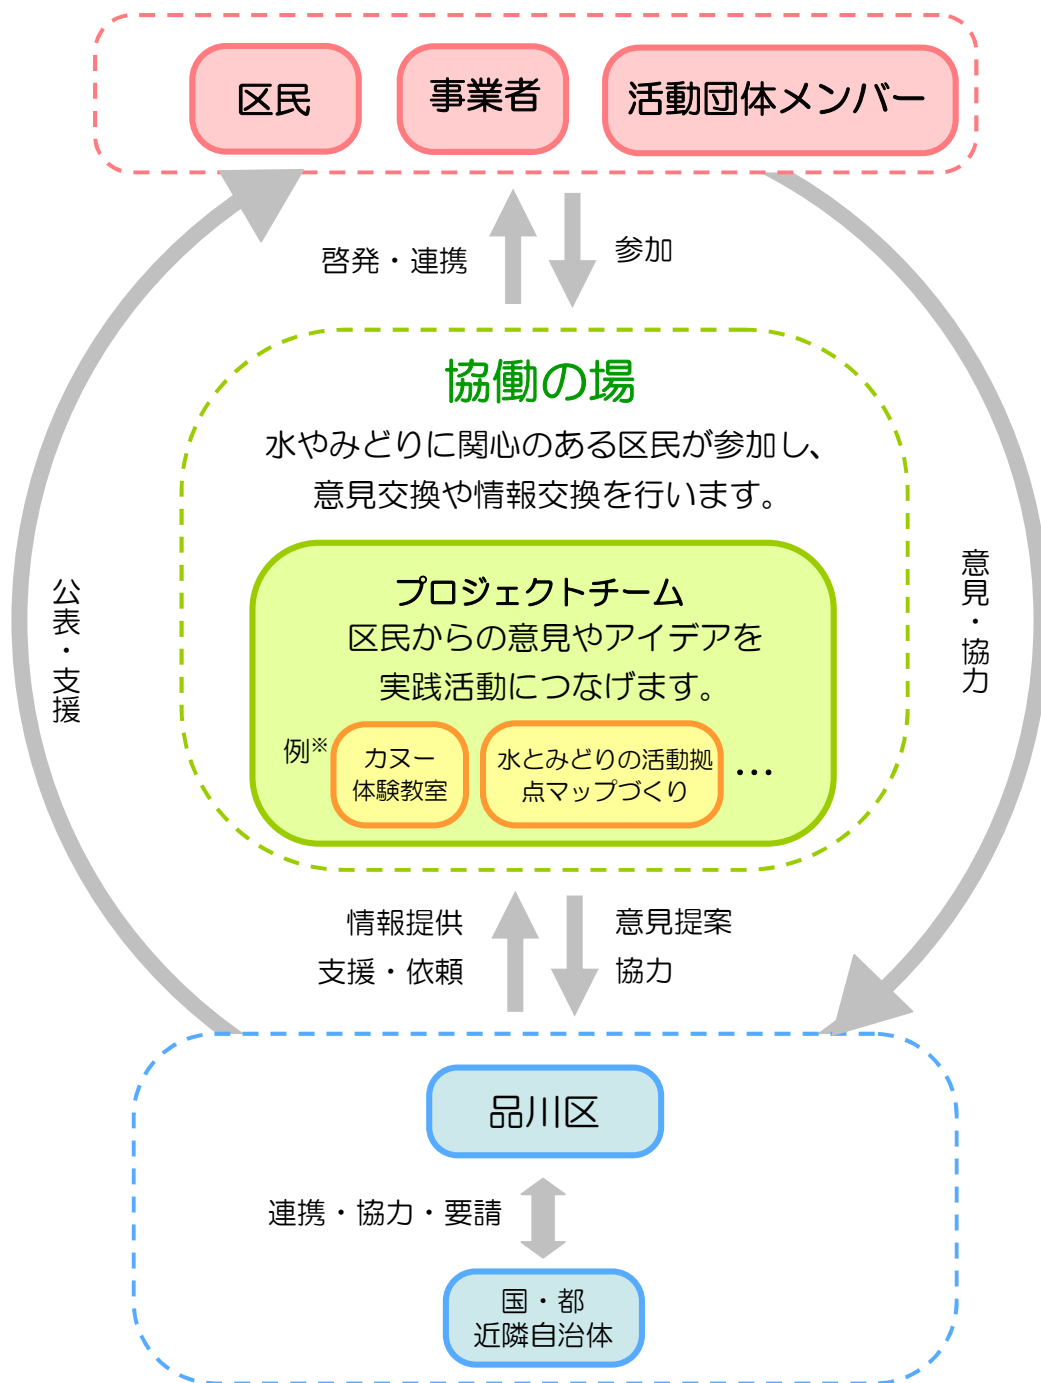 区民
事業者
活動団体メンバー
啓発・連携
参加
協働の場
水やみどりに関心のある区民が参加し、
意見交換や情報交換を行います。
プロジェクトチーム
区民からの意見やアイデアを
実践活動につなげます。
例※
カヌー
体験教室
水とみどりの活動拠
点マップづくり
…
公表・支援
意見・協力
情報提供
支援・依頼
意見提案
協力
品川区
連携・協力・要請
国・都
近隣自治体